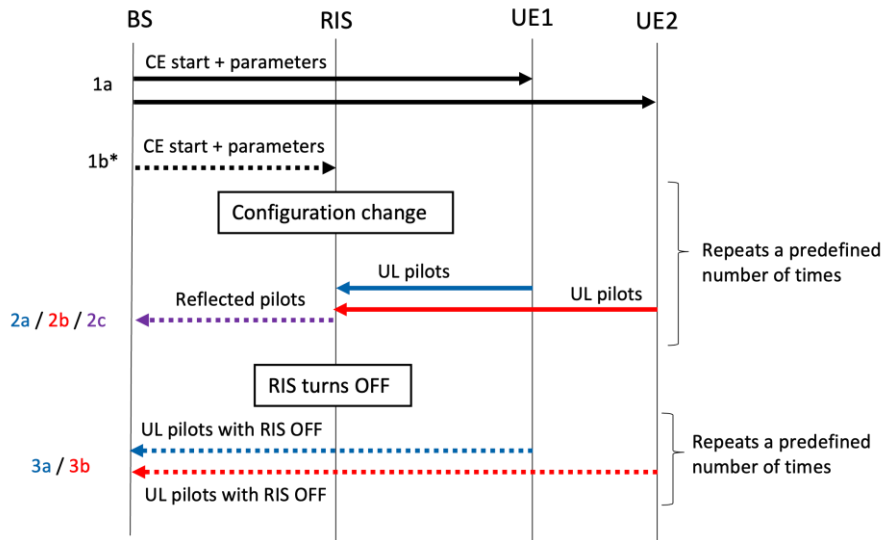 BS
RIS
UE1
UE2
CE start + parameters
1a
CE start + parameters
1b*
Configuration change
Repeats a predefined
number of times
UL pilots
Reflected pilots
UL pilots
2a / 2b / 2c
RIS turns OFF
UL pilots with RIS OFF
Repeats a predefined
number of times
3a / 3b
UL pilots with RIS OFF